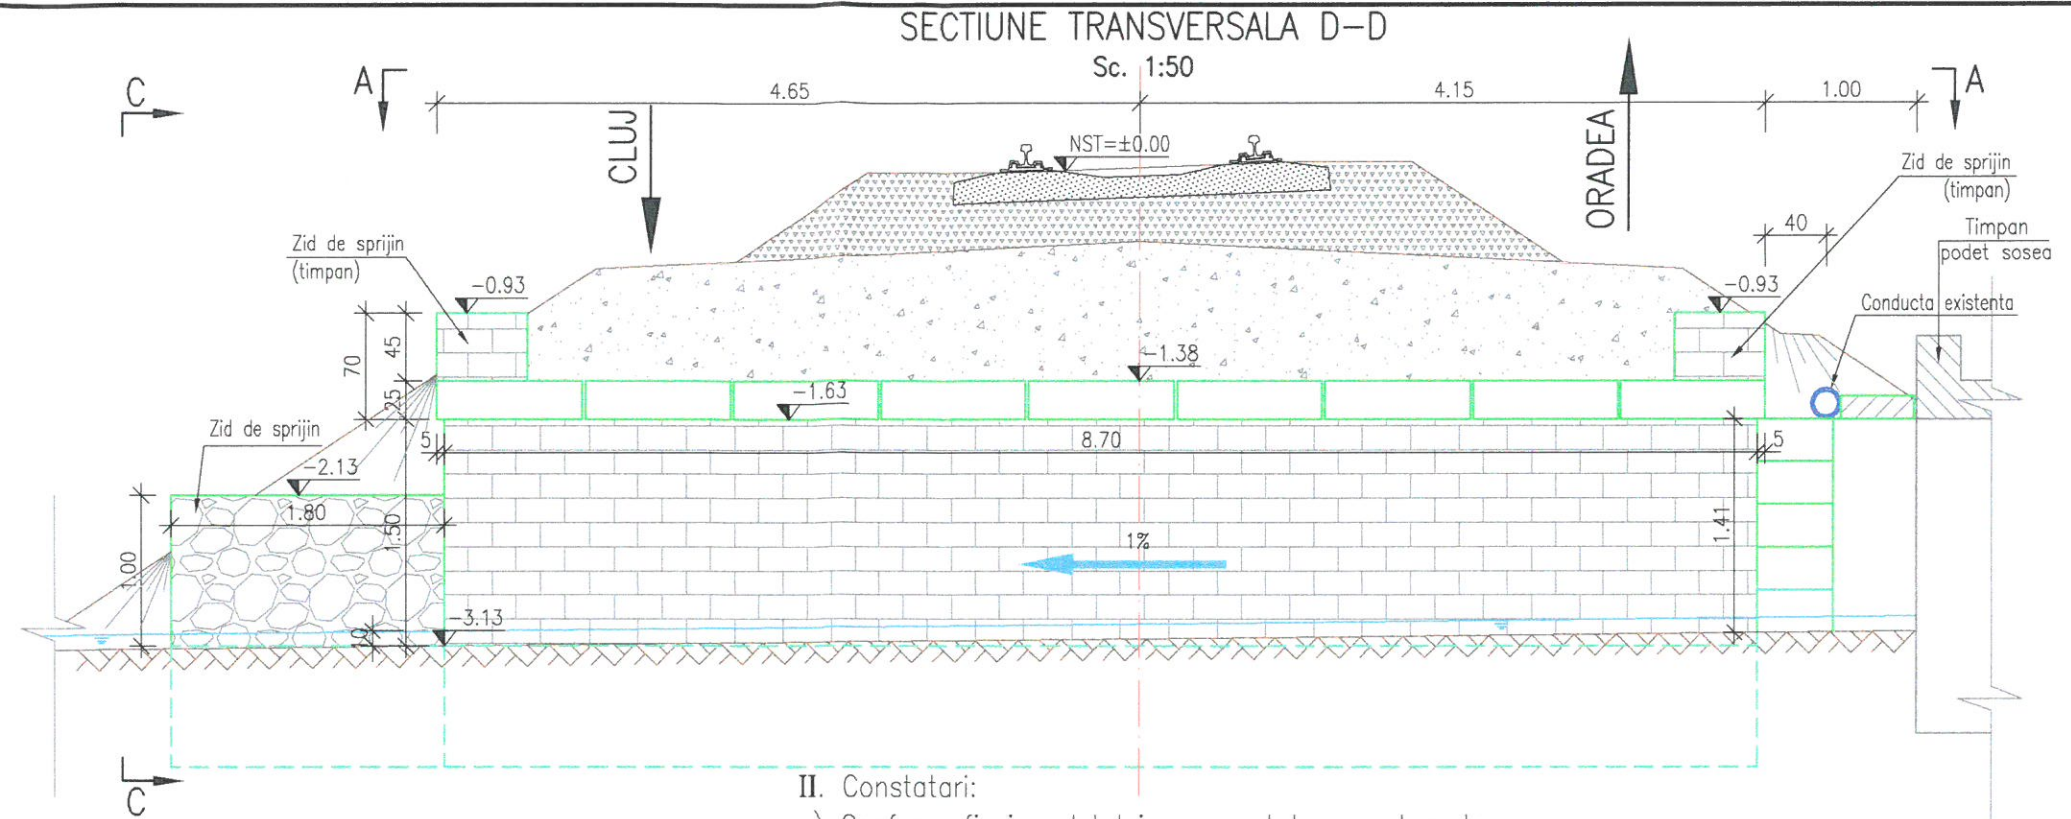 SECTIUNE TRANSVERSALA D-D
Sc. 1:50
C
A
4.65
4.15
1.00
A
CLUJ
NST=±0.00
ORADEA
Zid de sprijin
(timpan)
40
Timpan
podet sosea
Zid de sprijin
(timpan)
-0.93
-0.93
Conducta existenta
70
45
25
-1.38
-1.63
Zid de sprijin
5
8.70
5
-2.13
1.80
1.50
1.41
1.00
1%
10
-3.13
C
II. Constatari: